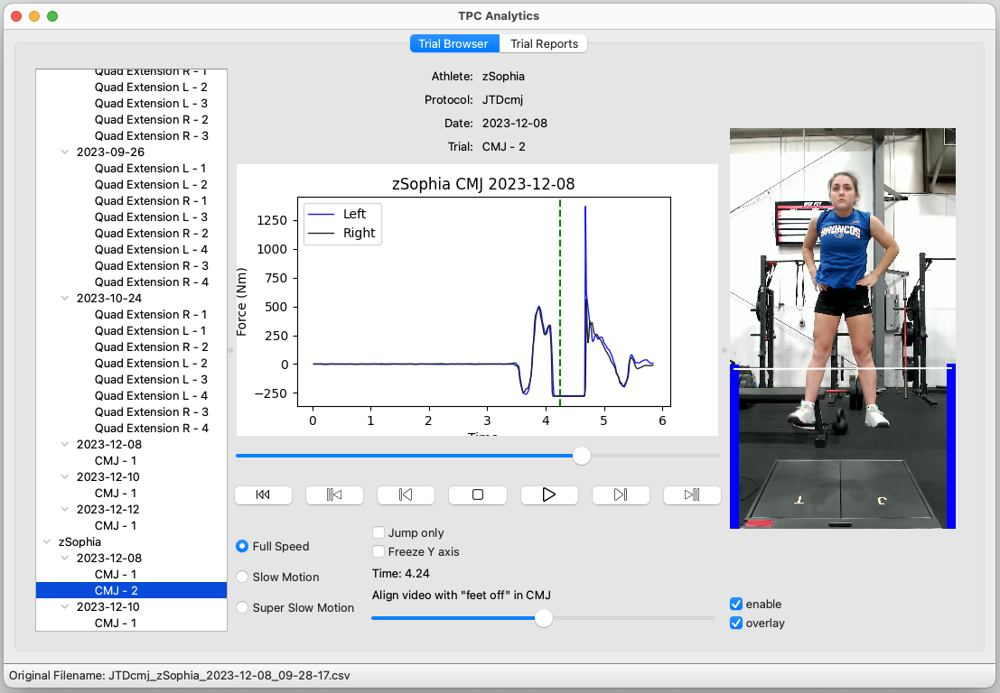 TPC Analytics
Trial Browser
Trial Reports
Quad Extension R - 1
Quad Extension L - 2
Quad Extension L - 3
Quad Extension R - 2
Quad Extension R - 3
2023-09-26
Quad Extension L - 1
Quad Extension L - 2
Quad Extension R - 1
Quad Extension L - 3
Quad Extension R - 2
Quad Extension L - 4
Quad Extension R - 3
Quad Extension R - 4
2023-10-24
Quad Extension R - 1
Quad Extension L - 1
Quad Extension R - 2
Quad Extension L - 2
Quad Extension L - 3
Quad Extension L - 4
Quad Extension R - 3
Quad Extension R - 4
2023-12-08
CMJ - 1
2023-12-10
CMJ - 1
2023-12-12
CMJ - 1
zSophia
2023-12-08
CMJ - 1
CMJ - 2
2023-12-10
CMJ - 1
Athlete: zSophia
Protocol: JTDcmj
Date: 2023-12-08
Trial: CMJ - 2
zSophia CMJ 2023-12-08
Left
Right
Force (Nm)
1250
1000
750
500
250
0
−250
0 1 2 3 4 5 6
Time
Full Speed
Slow Motion
Super Slow Motion
Jump only
Freeze Y axis
Time: 4.24
Align video with "feet off" in CMJ
BRONCOS
enable
overlay
Original Filename: JTDcmj_zSophia_2023-12-08_09-28-17.csv